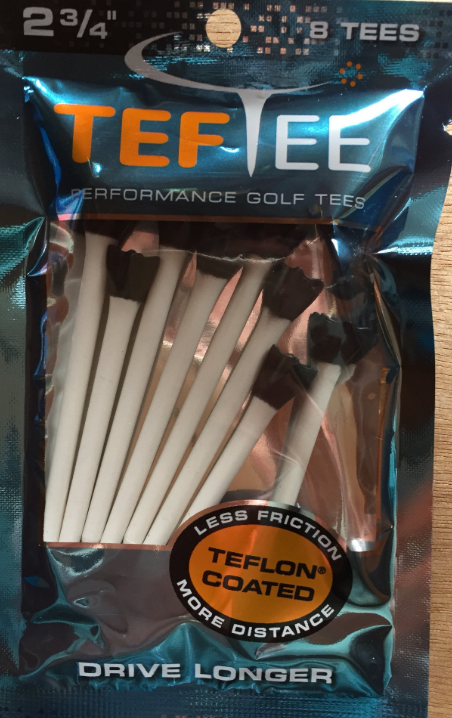 2 3/4" 8 TEES
TEFTEE
PERFORMANCE GOLF TEES
LESS FRICTION
TEFLON®
COATED
MORE DISTANCE
DRIVE LONGER